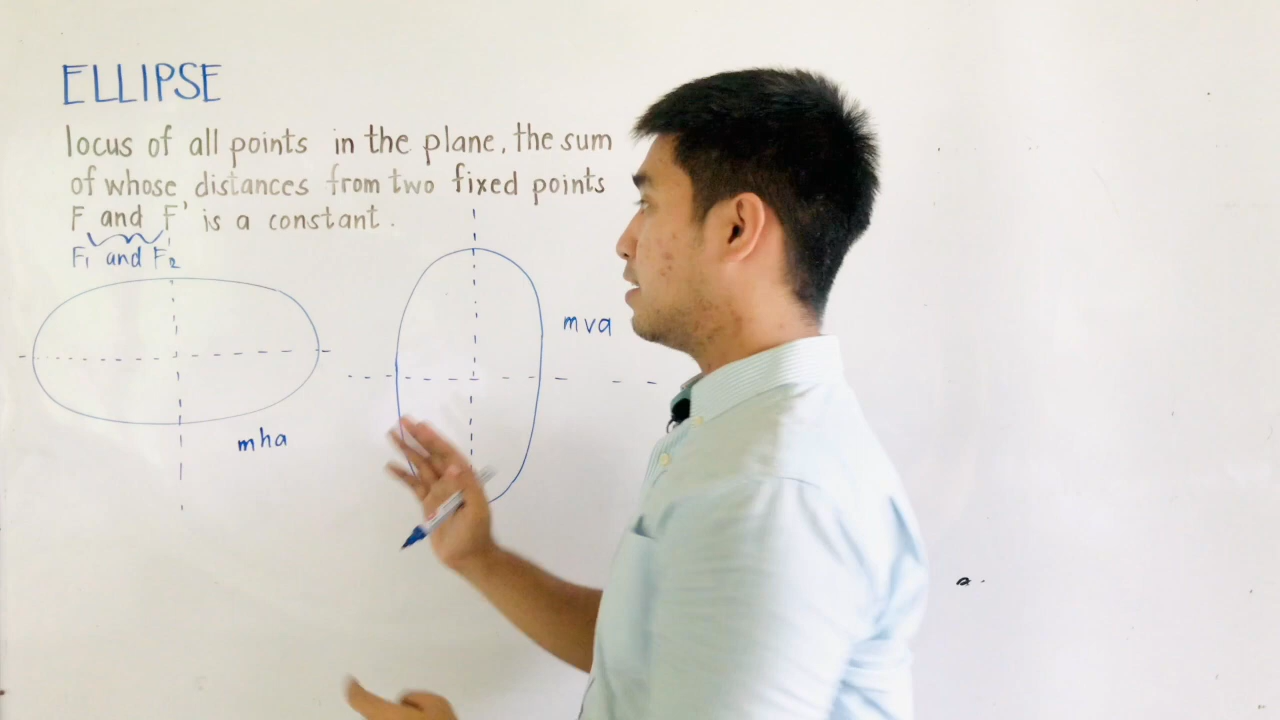 ELLIPSE
locus of all points in the plane, the sum
of whose distances from two fixed points
F and F' is a constant.
F₁ and F₂
mva
mha